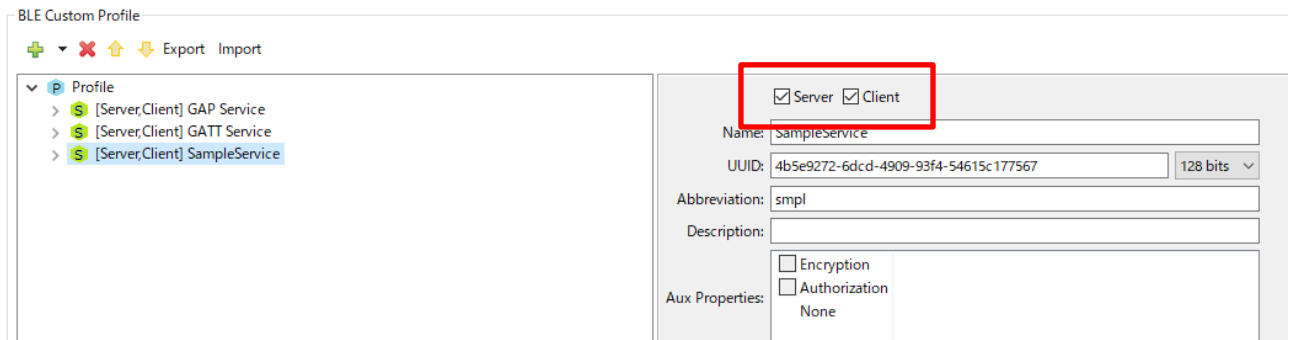 BLE Custom Profile
Export Import
P Profile
S [Server,Client] GAP Service
S [Server,Client] GATT Service
S [Server,Client] SampleService
Server Client
Name: SampleService
UUID: 4b5e9272-6dcd-4909-93f4-54615c177567 128 bits
Abbreviation: smpl
Description:
Encryption
Authorization
Aux Properties:
None